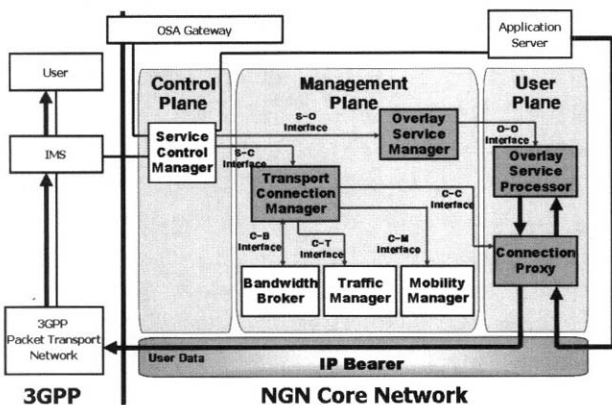 OSA Gateway
Application
Server
User
Control
Plane
Management
Plane
User
Plane
S-O
Interface
Overlay
Service
Manager
O-O
Interface
IMS
Service
Control
Manager
S-C
Interface
Overlay
Service
Processor
Transport
Connection
Manager
C-C
Interface
C-B
Interface
C-T
Interface
C-M
Interface
Connection
Proxy
Bandwidth
Broker
Traffic
Manager
Mobility
Manager
3GPP
Packet Transport
Network
User Data
IP Bearer
3GPP
NGN Core Network